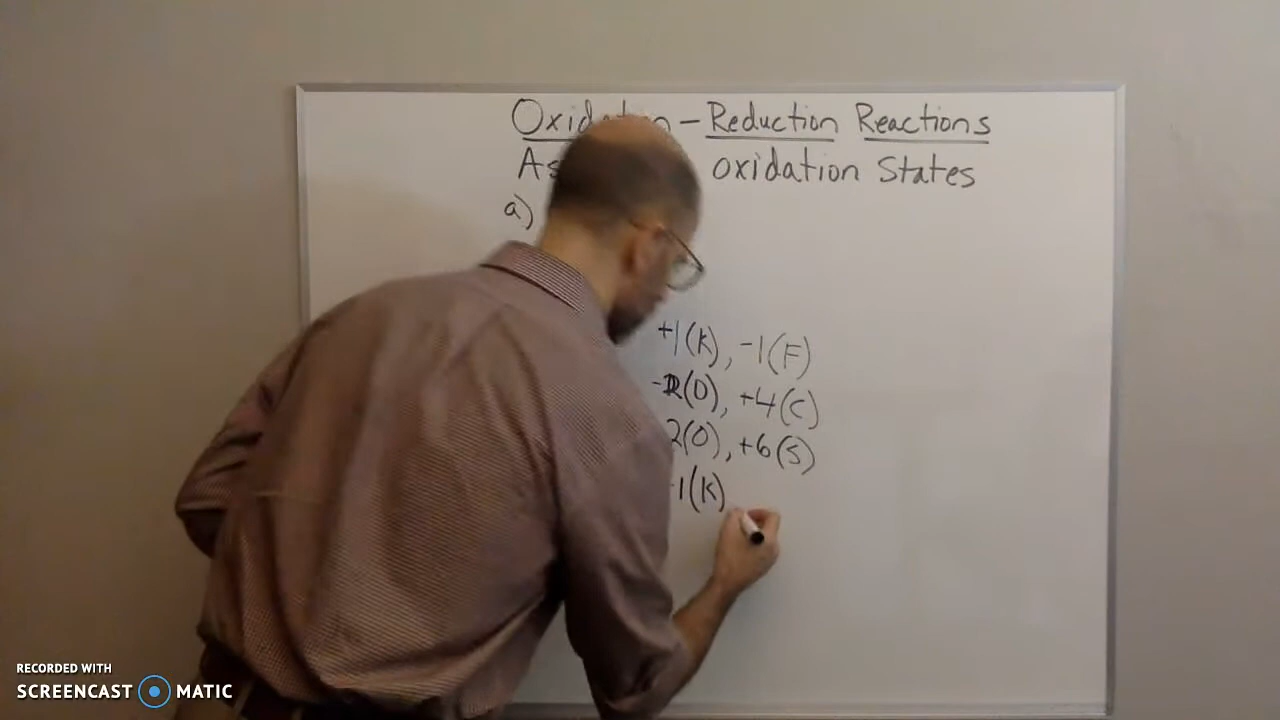 Oxid n - Reduction Reactions
As oxidation States
a)
+1(K), -1(F)
-2(O), +4(C)
2(O), +6(S)
1(K)
RECORDED WITH
SCREENCAST MATIC